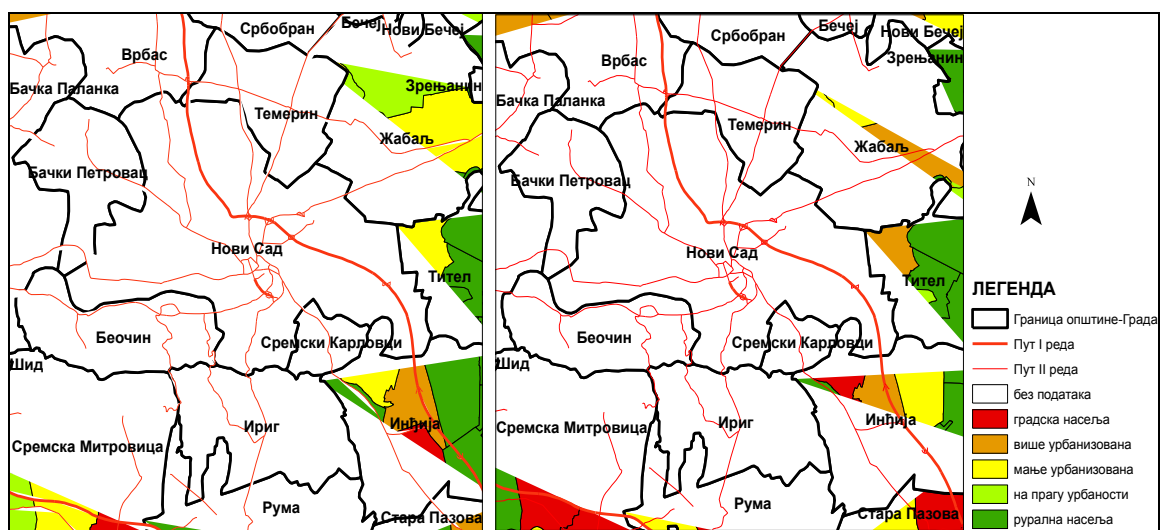 Србобран
Бечеј
Нови Бечеј
Врбас
Зрењанин
Бачка Паланка
Темерин
Жабаљ
Бачки Петровац
Нови Сад
Тител
Беочин
Сремски Карловци
Шид
Ириг
Инђија
Сремска Митровица
Рума
Стара Пазова
Бечеј
Србобран
Нови Бечеј
Врбас
Зрењанин
Бачка Паланка
Темерин
Жабаљ
Бачки Петровац
Нови Сад
Тител
Беочин
Сремски Карловци
Шид
Ириг
Инђија
Сремска Митровица
Рума
Стара Пазова
N
ЛЕГЕНДА
Граница општине-Града
Пут I реда
Пут II реда
без података
градска насеља
више урбанизована
мање урбанизована
на прагу урбаности
рурална насеља